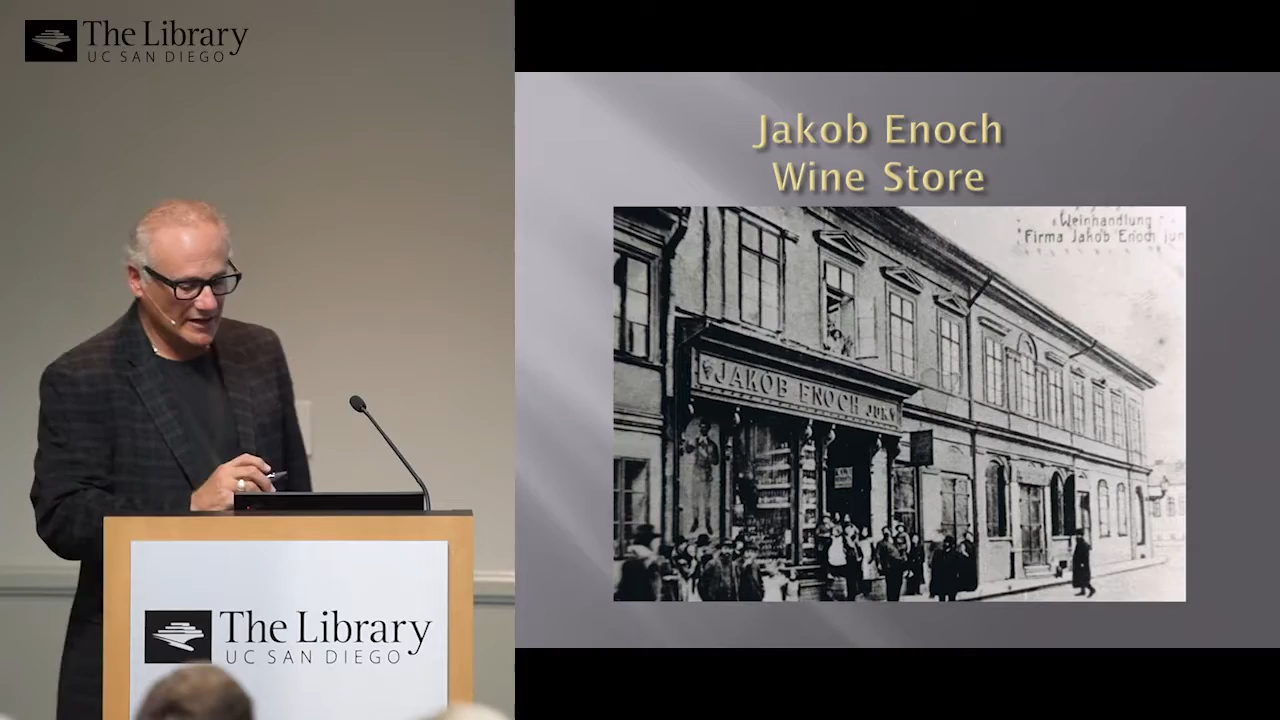 The Library
UC SAN DIEGO
Jakob Enoch
Wine Store
Weinhandlung
Firma Jakob Enoch jun
JAKOB ENOCH JUN.
The Library
UC SAN DIEGO